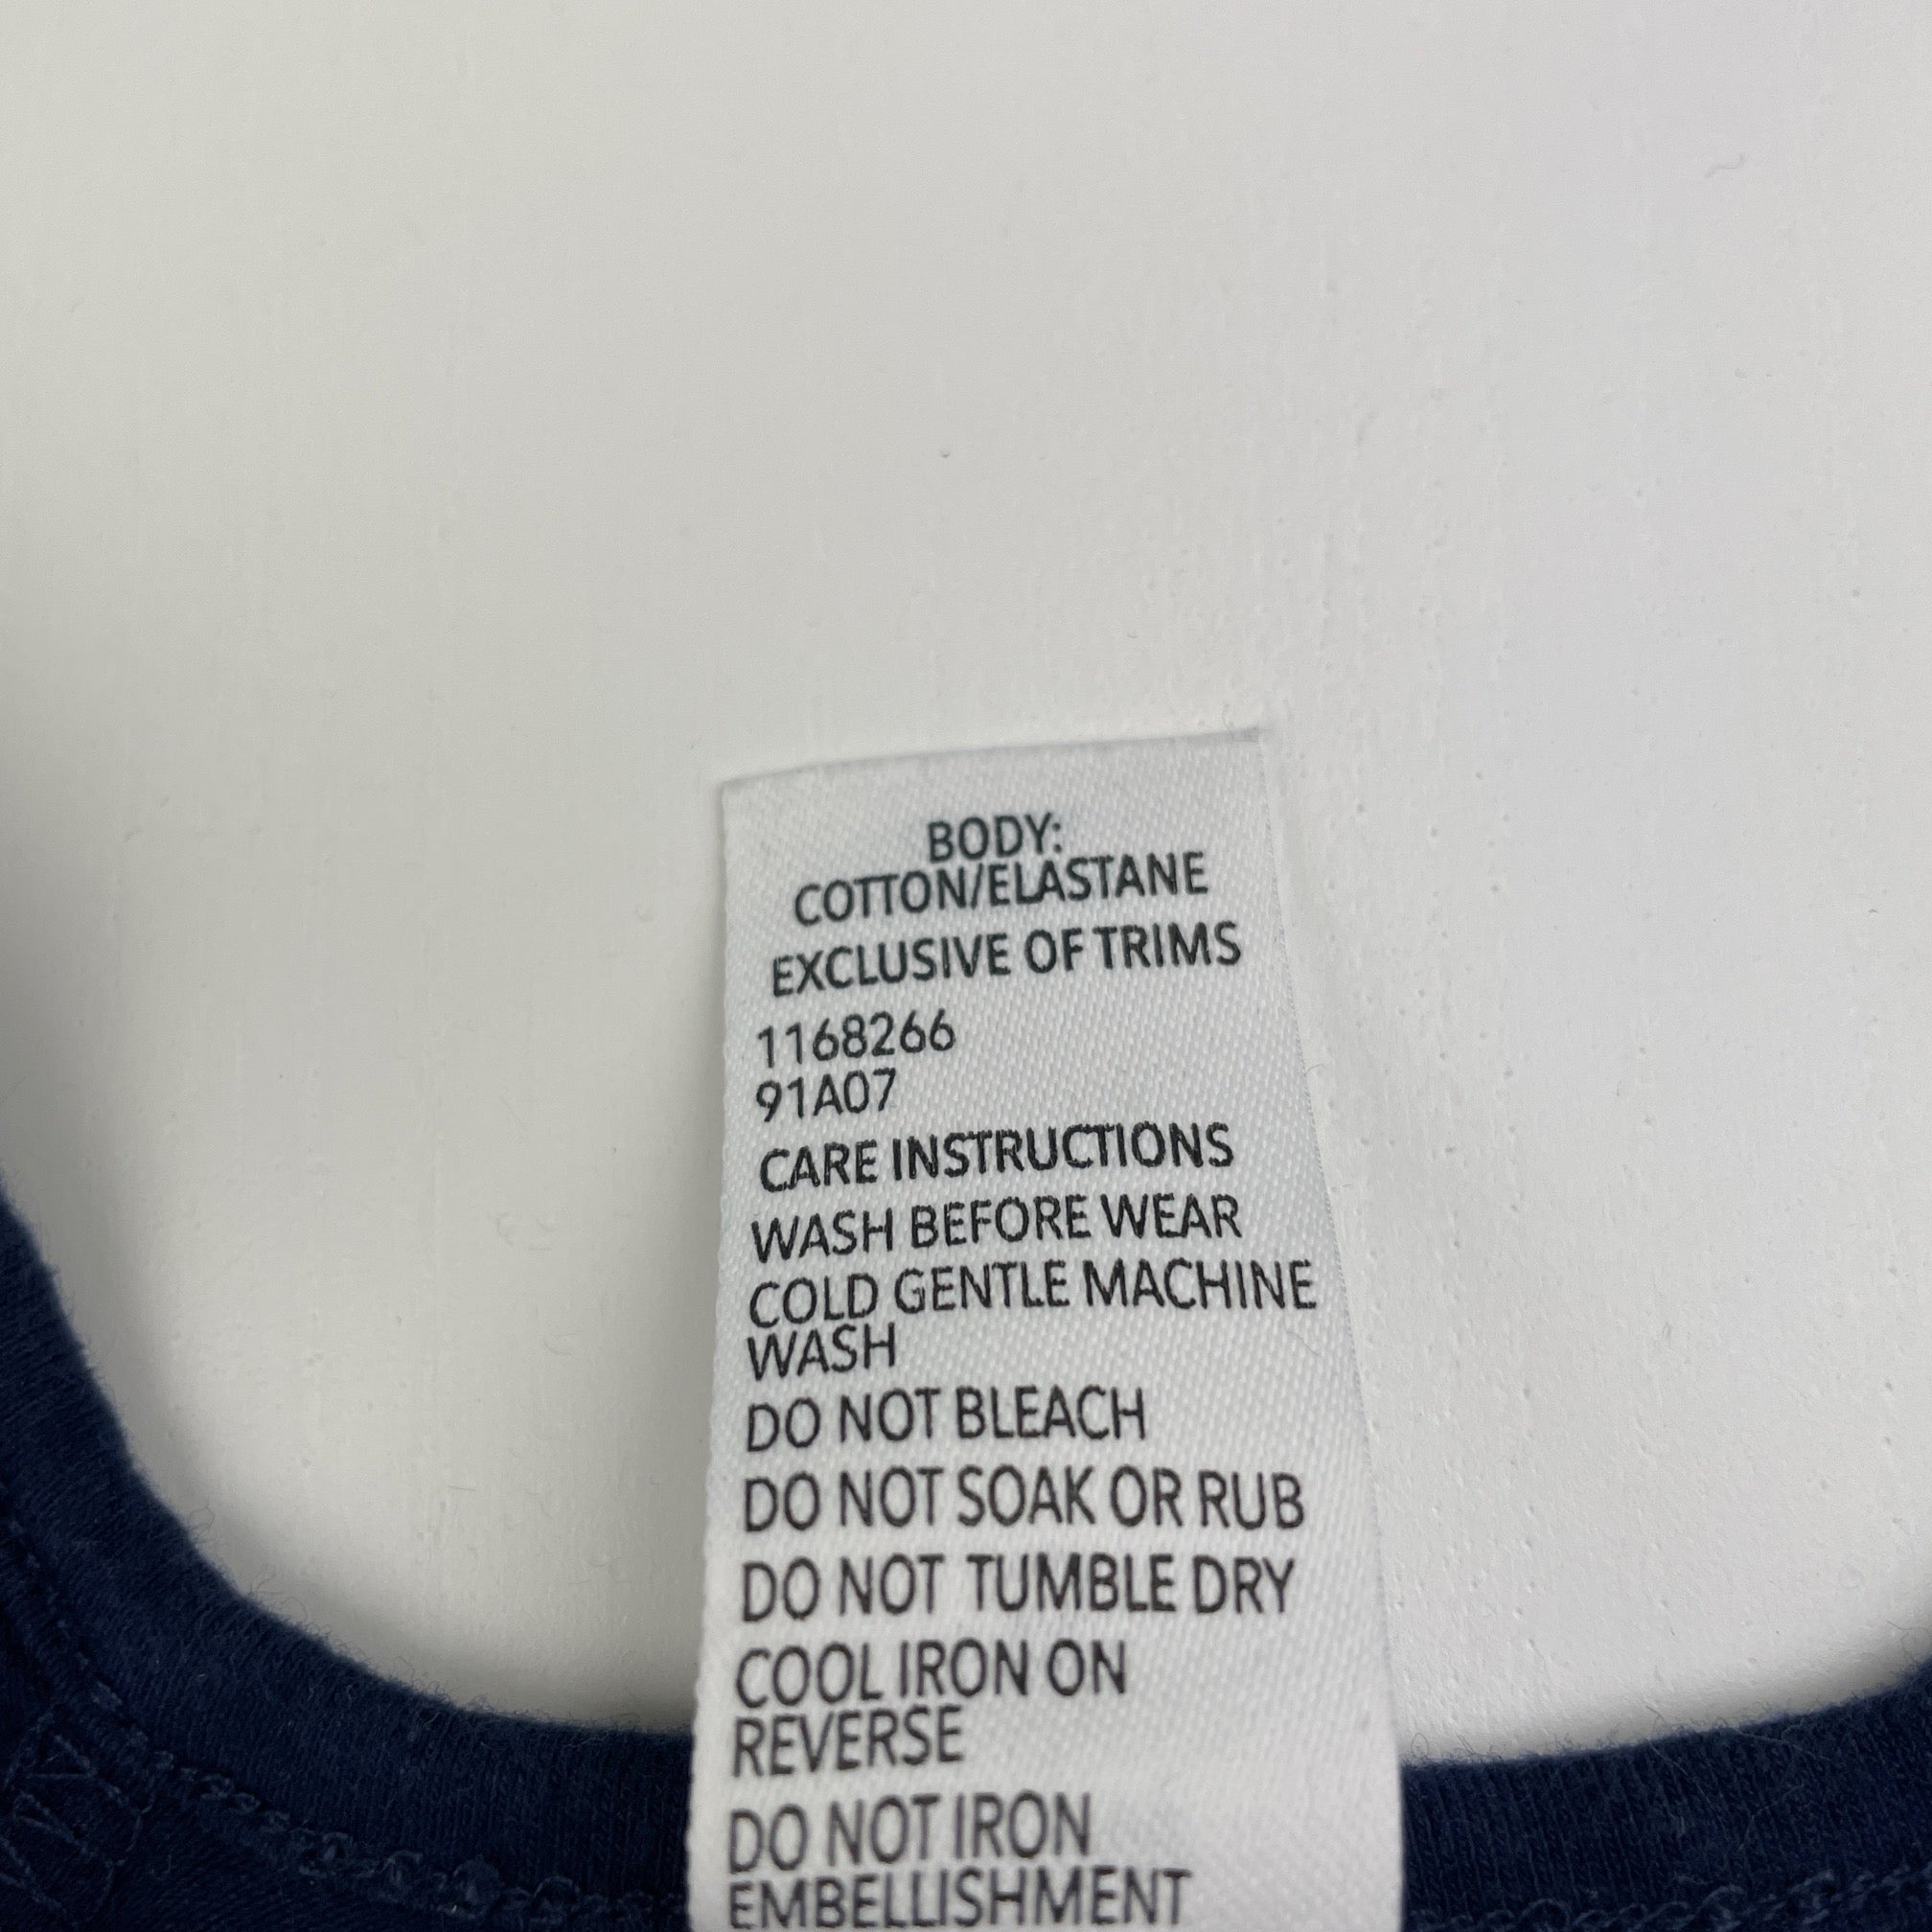 BODY:
COTTON/ELASTANE
EXCLUSIVE OF TRIMS
1168266
91A07
CARE INSTRUCTIONS
WASH BEFORE WEAR
COLD GENTLE MACHINE
WASH
DO NOT BLEACH
DO NOT SOAK OR RUB
DO NOT TUMBLE DRY
COOL IRON ON
REVERSE
DO NOT IRON
EMBELLISHMENT